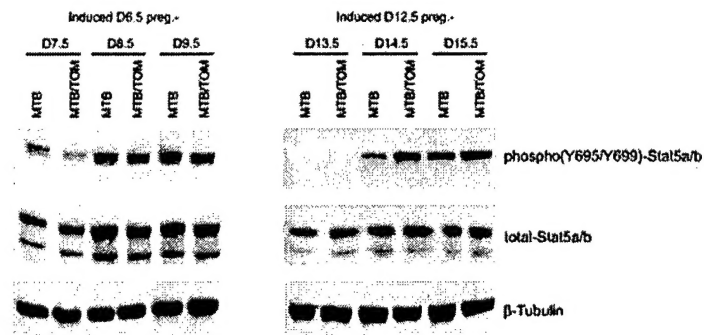 Induced D6.5 preg.- Induced D12.5 preg.-
D7.5 D8.5 D9.5 D13.5 D14.5 D15.5
MTB MTB/TOM MTB MTB/TOM MTB MTB/TOM MTB MTB/TOM MTB MTB/TOM MTB MTB/TOM
phospho(Y695/Y699)-Stat5a/b
total-Stat5a/b
β-Tubulin